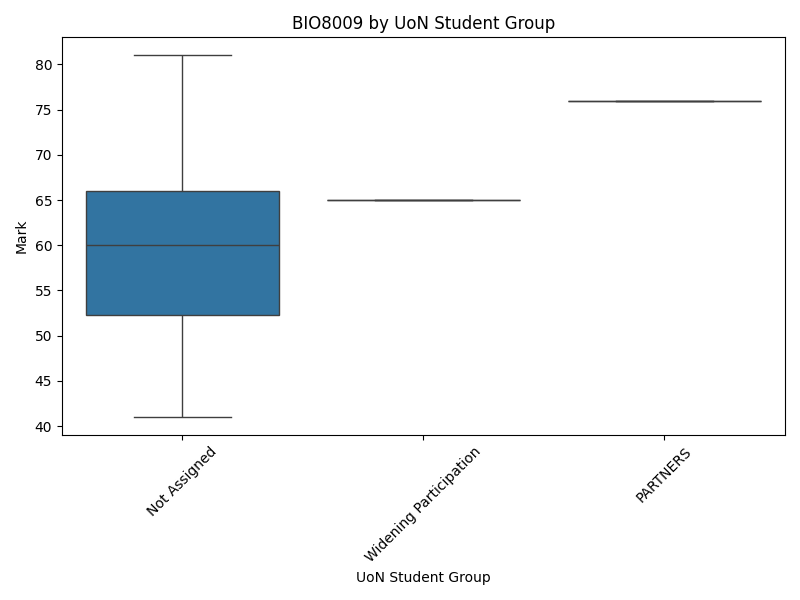 BIO8009 by UoN Student Group
Mark
80
75
70
65
60
55
50
45
40
Not Assigned
Widening Participation
PARTNERS
UoN Student Group